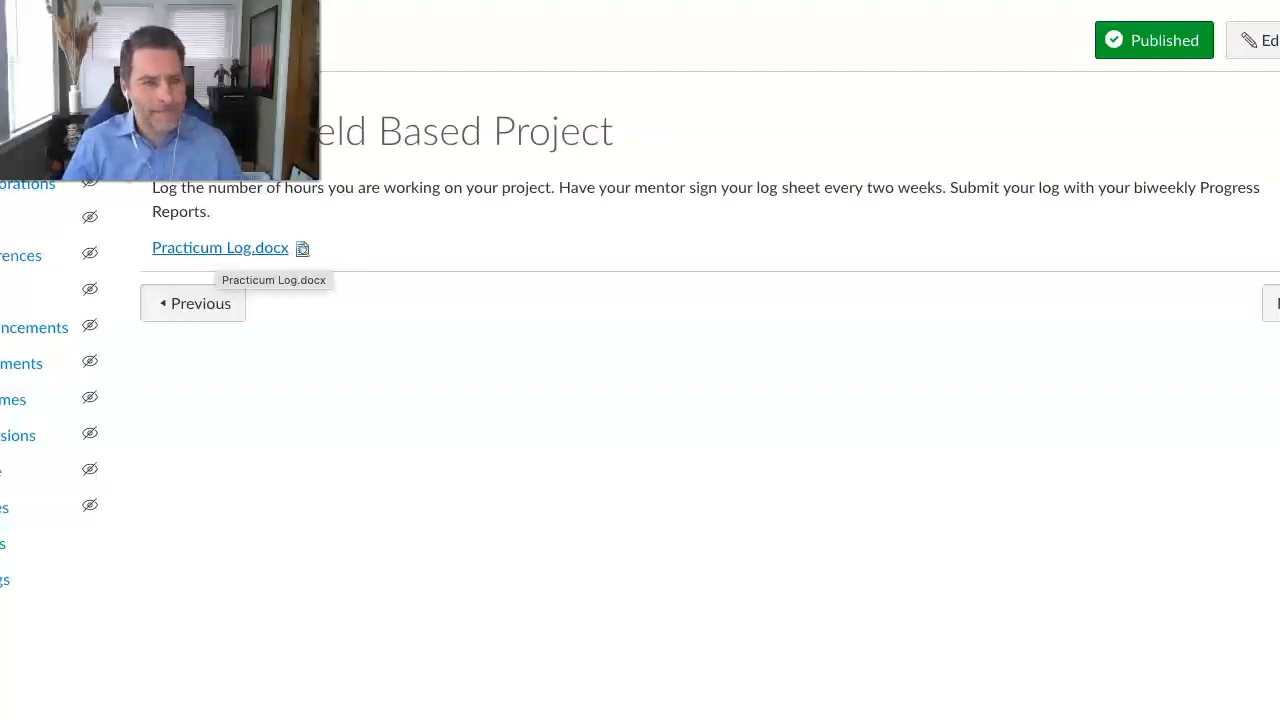 Published
Ed
eld Based Project
orations
Log the number of hours you are working on your project. Have your mentor sign your log sheet every two weeks. Submit your log with your biweekly Progress
Reports.
Practicum Log.docx
rences
Practicum Log.docx
Previous
ncements
ments
mes
sions
e
es
s
gs